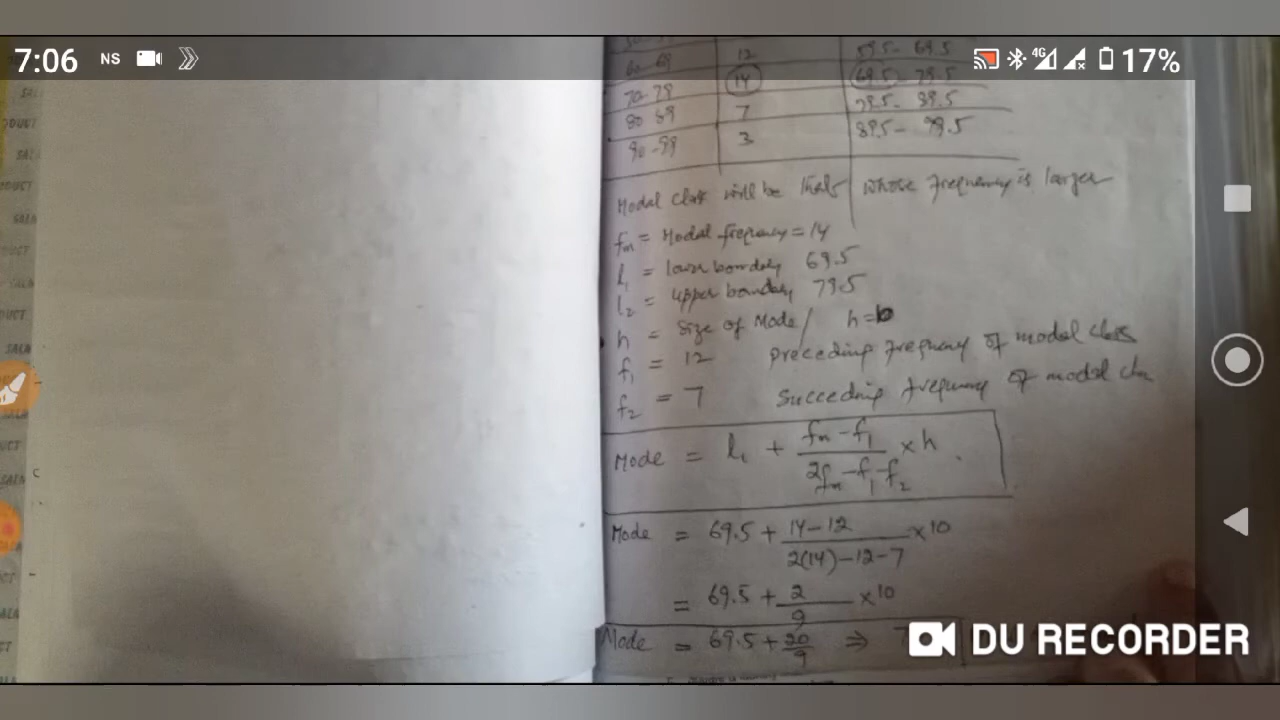 7:06 NS 4G 17%
60-69 12 59.5- 69.5
70-79 14 69.5- 79.5
80-89 7 79.5- 89.5
90-99 3 89.5- 99.5
Modal Class will be that whose frequency is larger
fm = Modal frequency = 14
l1 = lower boundary 69.5
l2 = upper boundary 79.5
h = Size of Mode / h=10
f1 = 12 preceding frequency of modal class
f2 = 7 Succeding frequency of modal
Mode = l1 + fm - f1 / 2fm - f1 - f2 × h
Mode = 69.5 + 14-12 / 2(14)-12-7 ×10
= 69.5 + 2 / 9 ×10
Mode = 69.5 + 20 / 9 ⇒ 7
DU RECORDER